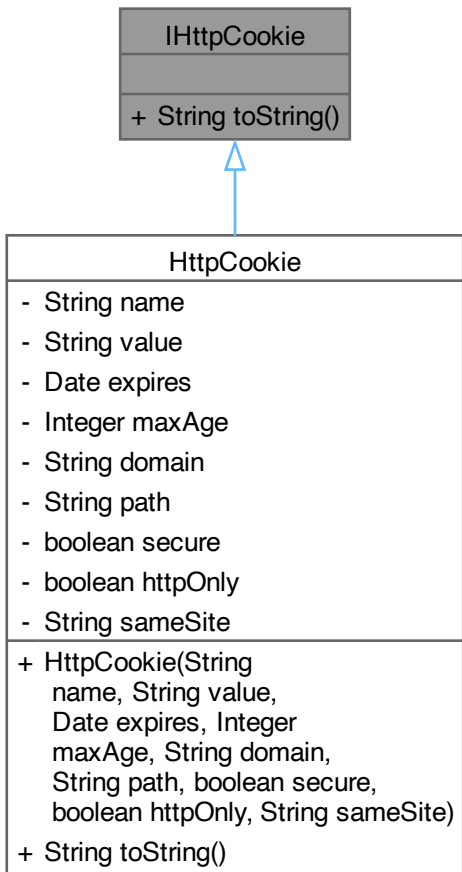 IHttpCookie
+ String toString()
HttpCookie
- String name
- String value
- Date expires
- Integer maxAge
- String domain
- String path
- boolean secure
- boolean httpOnly
- String sameSite
+ HttpCookie(String
name, String value,
Date expires, Integer
maxAge, String domain,
String path, boolean secure,
boolean httpOnly, String sameSite)
+ String toString()